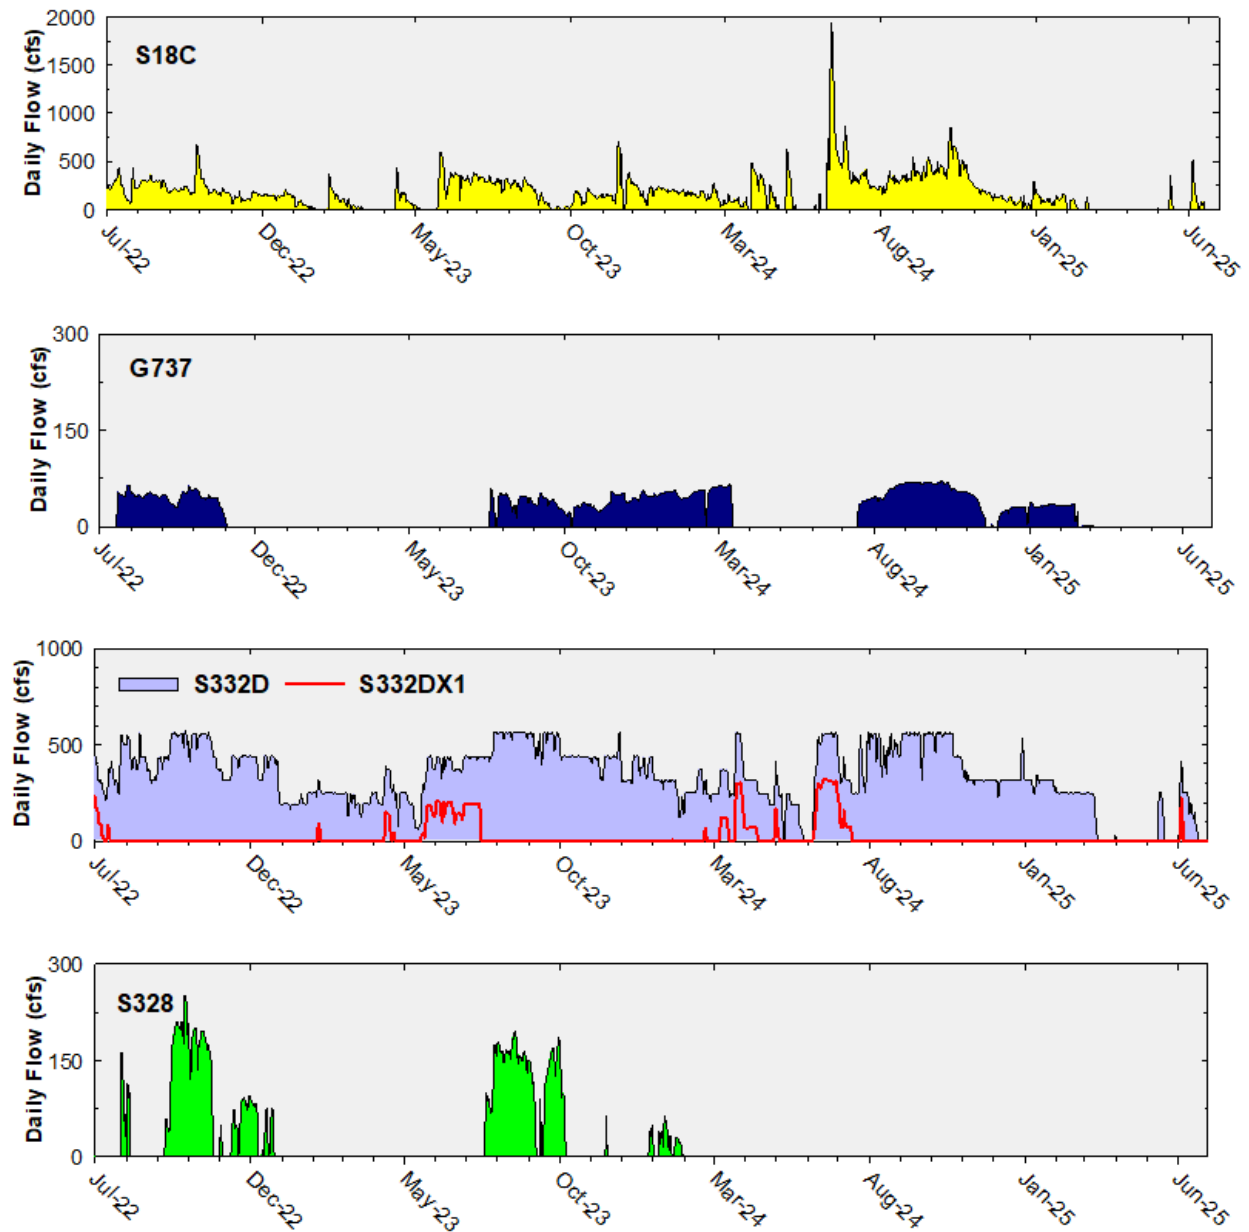 2000
1500
1000
500
0
Daily Flow (cfs)
S18C
Jul-22
Dec-22
May-23
Oct-23
Mar-24
Aug-24
Jan-25
Jun-25
300
150
0
Daily Flow (cfs)
G737
Jul-22
Dec-22
May-23
Oct-23
Mar-24
Aug-24
Jan-25
Jun-25
1000
500
0
Daily Flow (cfs)
S332D S332DX1
Jul-22
Dec-22
May-23
Oct-23
Mar-24
Aug-24
Jan-25
Jun-25
300
150
0
Daily Flow (cfs)
S328
Jul-22
Dec-22
May-23
Oct-23
Mar-24
Aug-24
Jan-25
Jun-25